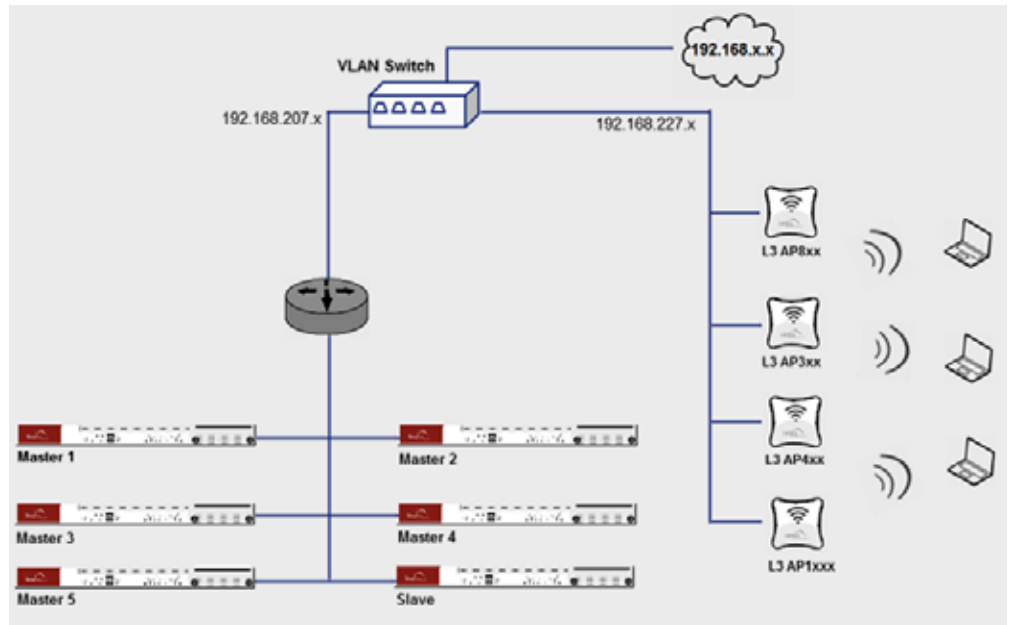 192.168.x.x
VLAN Switch
192.168.207.x
192.168.227.x
L3 AP8xx
L3 AP3xx
L3 AP4xx
L3 AP1xxx
Master 1
Master 2
Master 3
Master 4
Master 5
Slave